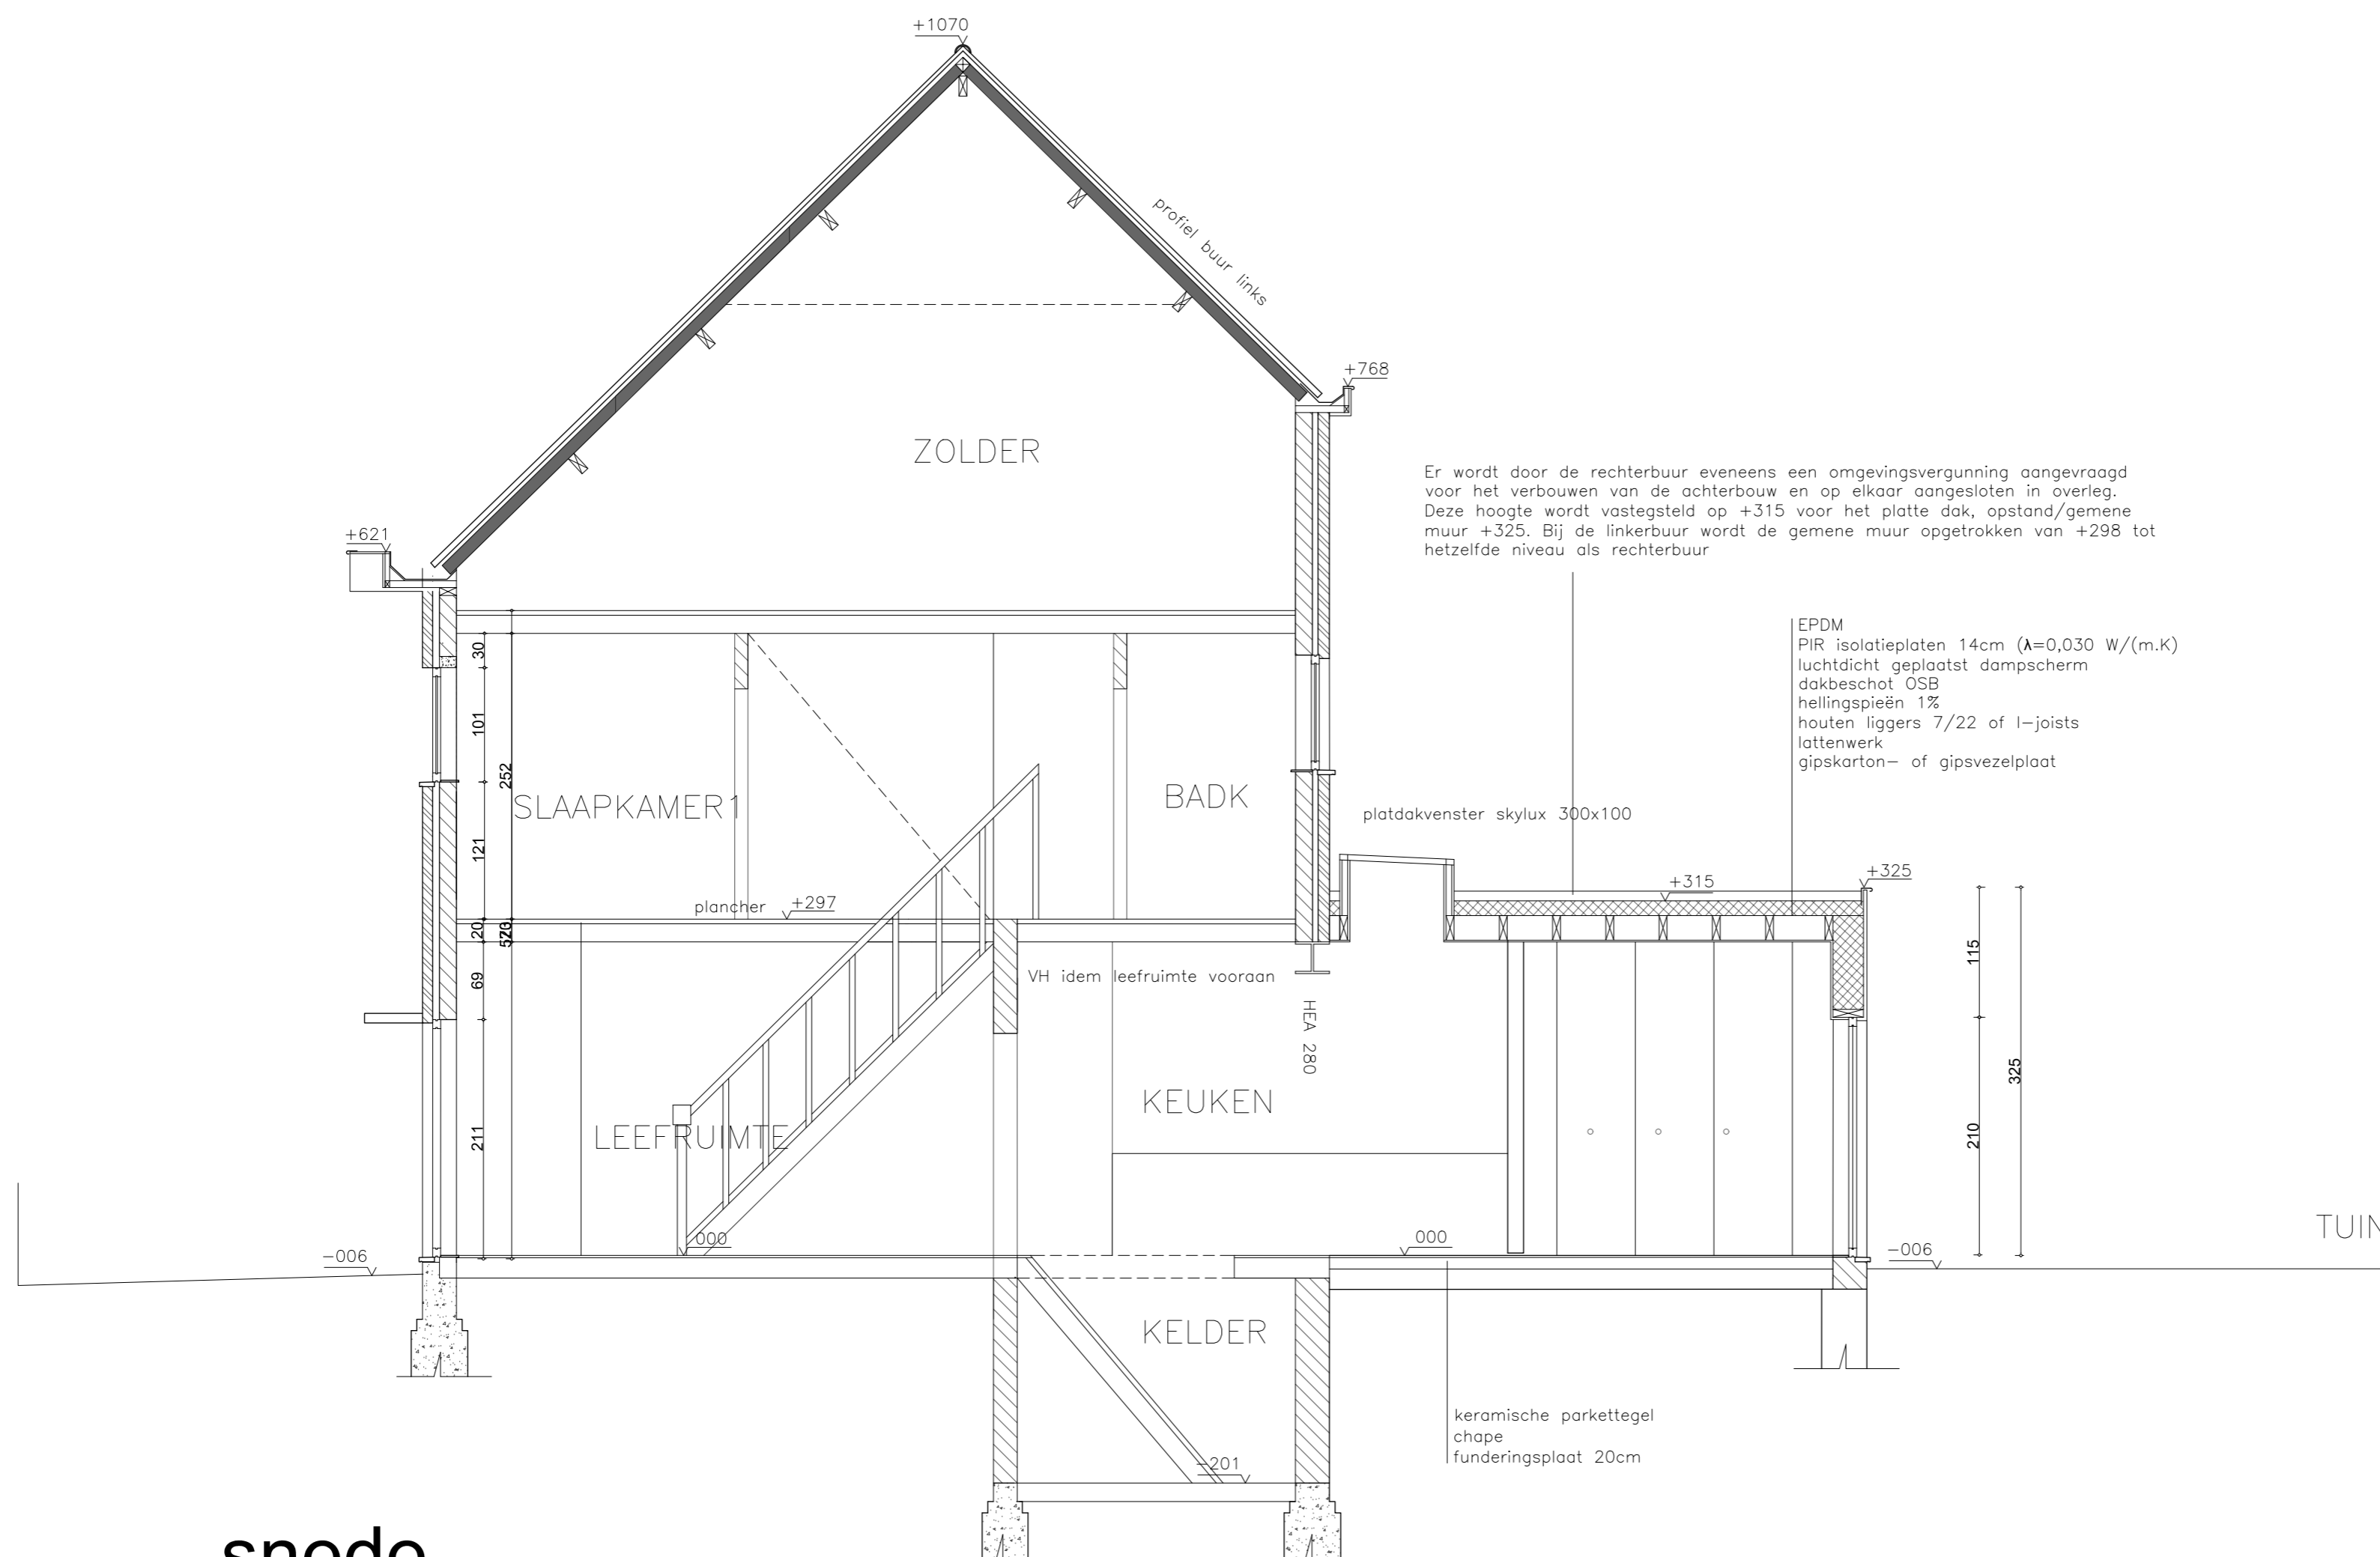 +1070
profiel buur links
+768
ZOLDER
Er wordt door de rechterbuur eveneens een omgevingsvergunning aangevraagd
voor het verbouwen van de achterbouw en op elkaar aangesloten in overleg.
Deze hoogte wordt vastegsteld op +315 voor het platte dak, opstand/gemene
muur +325. Bij de linkerbuur wordt de gemene muur opgetrokken van +298 tot
hetzelfde niveau als rechterbuur
+621
EPDM
PIR isolatieplaten 14cm (λ=0,030 W/(m.K)
luchtdicht geplaatst dampscherm
dakbeschot OSB
hellingspieën 1%
houten liggers 7/22 of I-joists
lattenwerk
gipskarton- of gipsvezelplaat
30
101
252
121
SLAAPKAMER1
BADK
platdakvenster skylux 300x100
+315
+325
plancher +297
20
69
211
VH idem leefruimte vooraan
HEA 280
115
210
325
KEUKEN
LEEFRUIMTE
TUIN
000
000
-006
-006
KELDER
-201
keramische parkettegel
chape
funderingsplaat 20cm
snede